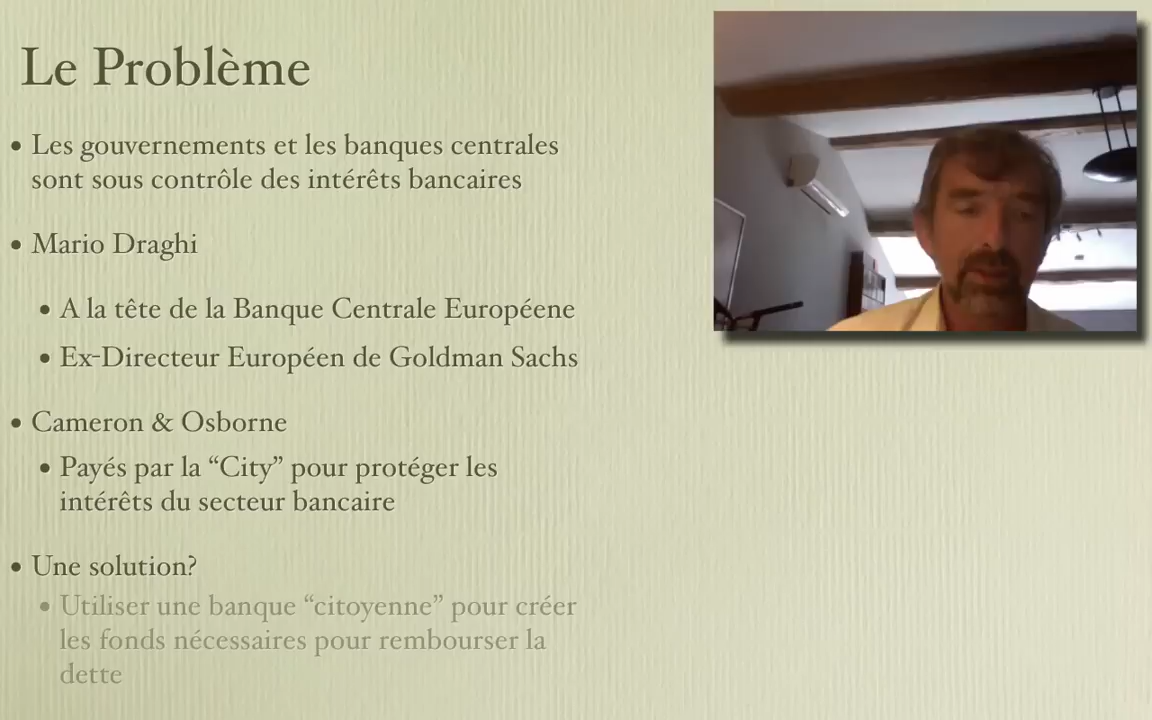 Le Problème
• Les gouvernements et les banques centrales
sont sous contrôle des intérêts bancaires
• Mario Draghi
• A la tête de la Banque Centrale Européene
• Ex-Directeur Européen de Goldman Sachs
• Cameron & Osborne
• Payés par la “City” pour protéger les
intérêts du secteur bancaire
• Une solution?
• Utiliser une banque “citoyenne” pour créer
les fonds nécessaires pour rembourser la
dette